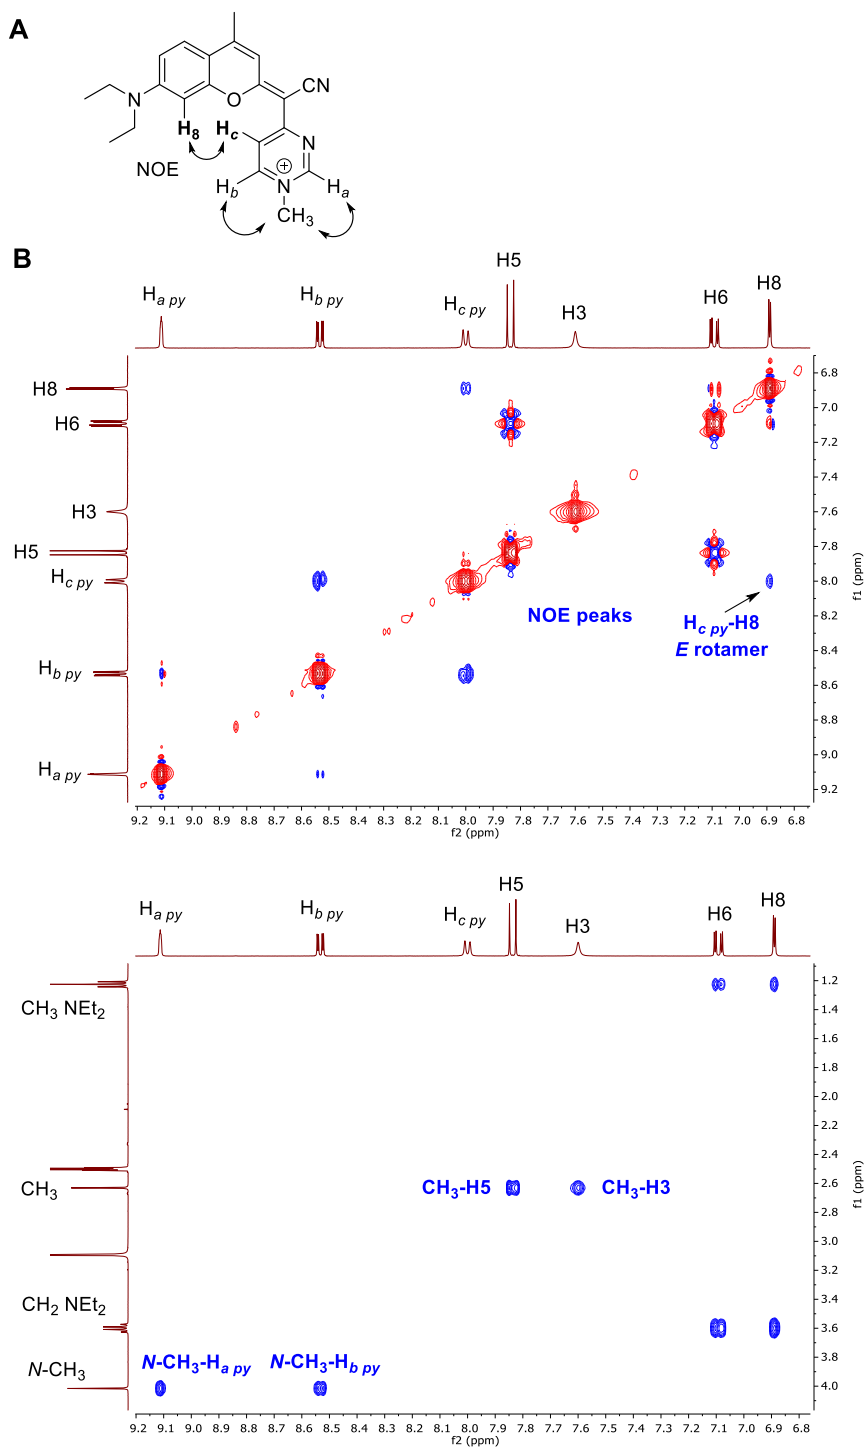 A
CN
N
O
H8 Hc
N
NOE
+
Hb N Ha
CH3
B
H5
Ha py
Hb py
Hc py
H3
H6
H8
H8
H6
H3
H5
Hc py
Hb py
Ha py
6.8
7.0
7.2
7.4
7.6
7.8
8.0
8.2
8.4
8.6
8.8
9.0
9.2
f1 (ppm)
NOE peaks
Hc py-H8
E rotamer
9.2 9.1 9.0 8.9 8.8 8.7 8.6 8.5 8.4 8.3 8.2 8.1 8.0 7.9 7.8 7.7 7.6 7.5 7.4 7.3 7.2 7.1 7.0 6.9 6.8
f2 (ppm)
H5
Ha py
Hb py
Hc py
H3
H6
H8
CH3 NEt2
CH3
CH2 NEt2
N-CH3
1.2
1.4
1.6
1.8
2.0
2.2
2.4
2.6
2.8
3.0
3.2
3.4
3.6
3.8
4.0
f1 (ppm)
CH3-H5 CH3-H3
N-CH3-Ha py N-CH3-Hb py
9.2 9.1 9.0 8.9 8.8 8.7 8.6 8.5 8.4 8.3 8.2 8.1 8.0 7.9 7.8 7.7 7.6 7.5 7.4 7.3 7.2 7.1 7.0 6.9 6.8
f2 (ppm)